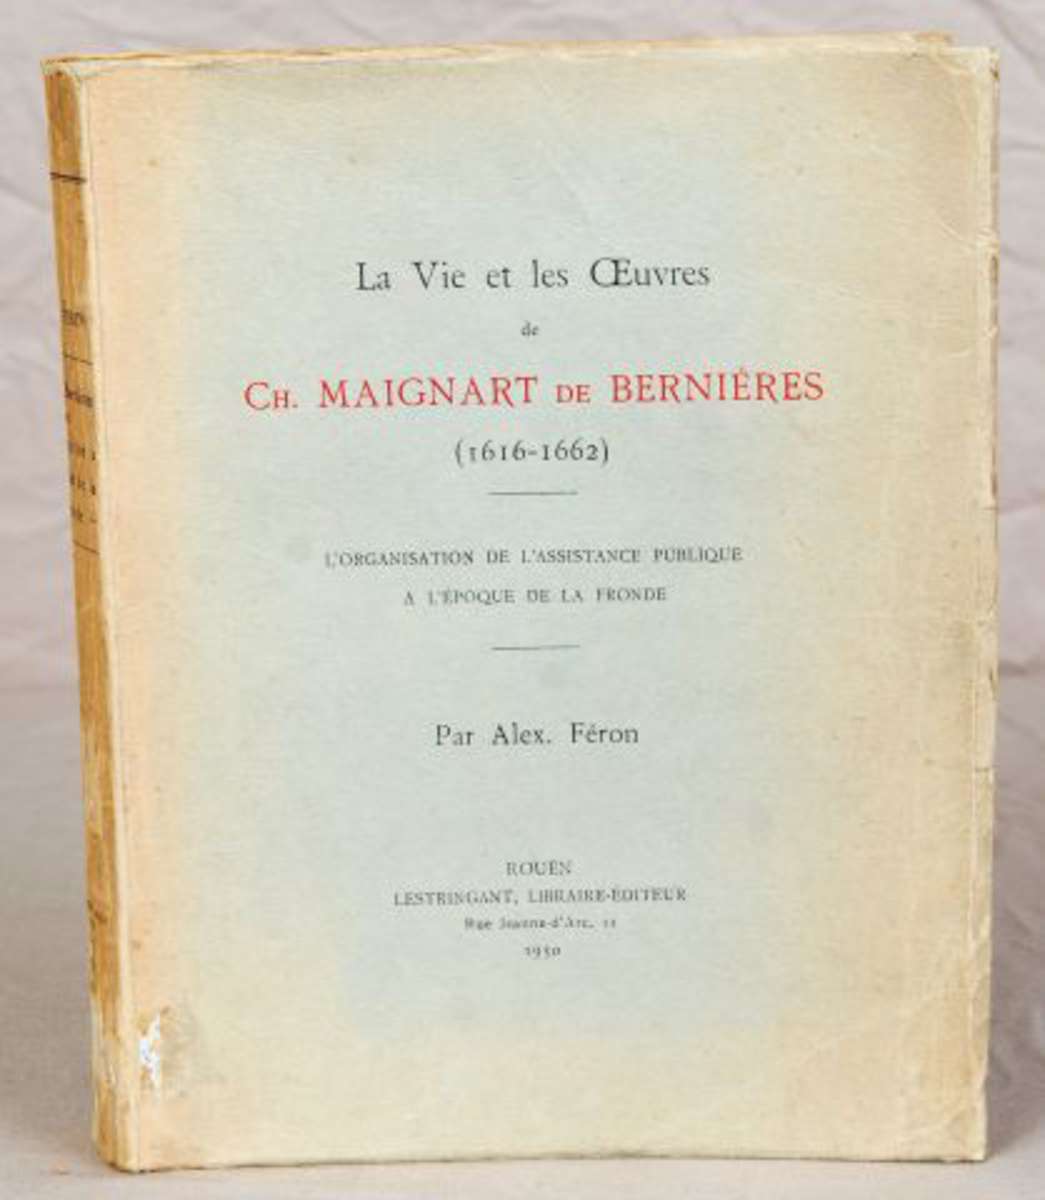 La Vie et les Œuvres
de
CH. MAIGNART DE BERNIÉRES
(1616-1662)
L'ORGANISATION DE L'ASSISTANCE PUBLIQUE
A L'ÉPOQUE DE LA FRONDE
Par Alex. Féron
ROUEN
LESTRINGANT, LIBRAIRE-ÉDITEUR
Rue Jeanne-d'Arc, 11
1930